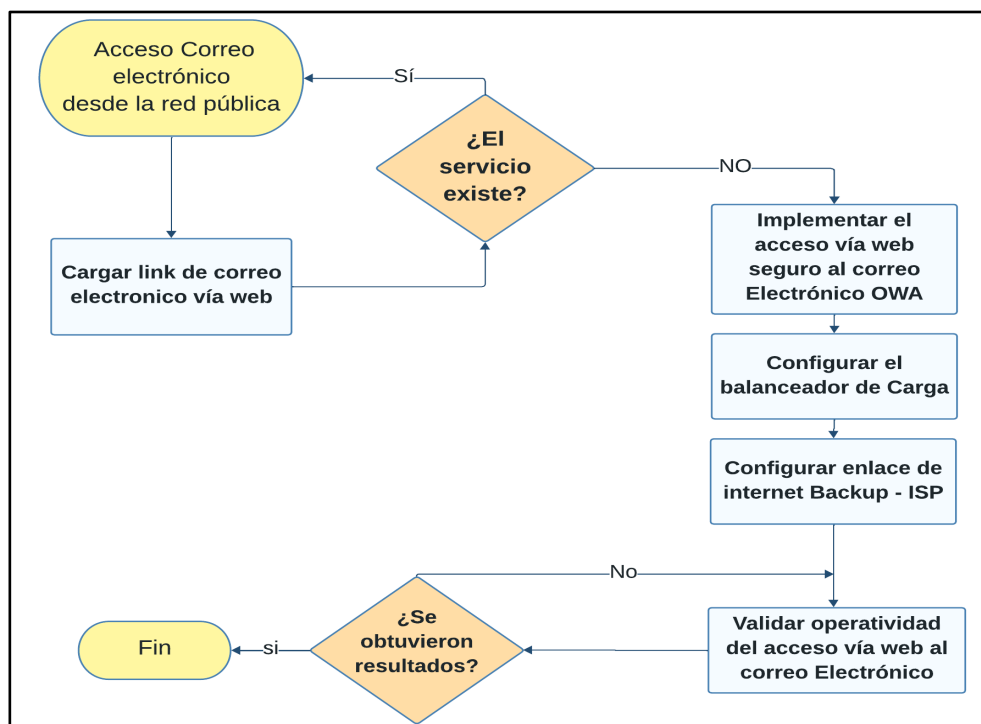 Acceso Correo
electrónico
desde la red pública
Sí
¿El
servicio
existe?
NO
Implementar el
acceso vía web
seguro al correo
Electrónico OWA
Cargar link de correo
electronico vía web
Configurar el
balanceador de Carga
Configurar enlace de
internet Backup - ISP
No
¿Se
obtuvieron
resultados?
si
Fin
Validar operatividad
del acceso vía web al
correo Electrónico